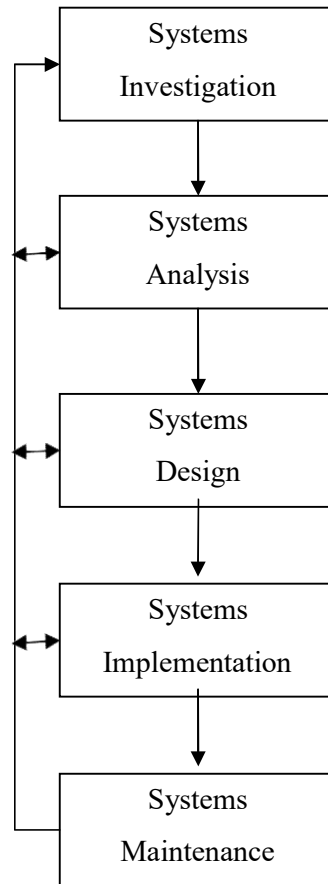 Systems
Investigation
Systems
Analysis
Systems
Design
Systems
Implementation
Systems
Maintenance